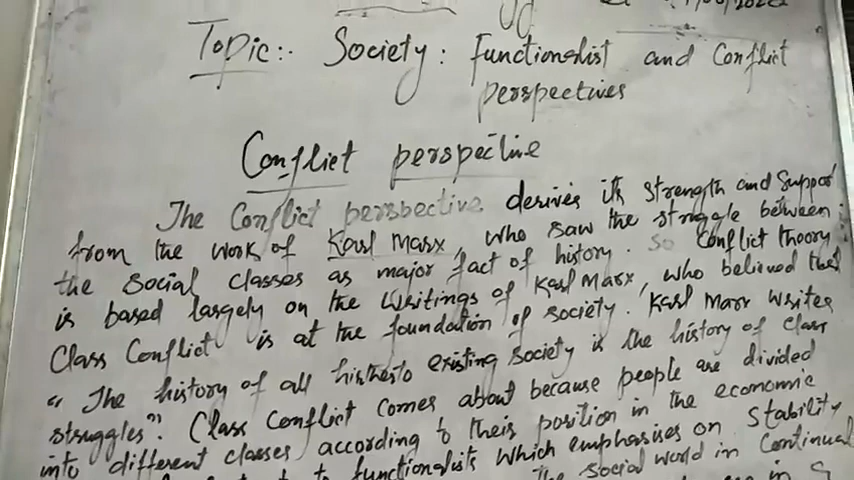 Topic:- Society: Functionalist and Conflict
perspectives
Conflict perspective
The Conflict perspective derives its strength and Support
from the work of Karl Marx, who saw the struggle between
the Social classes as major fact of history. So Conflict theory
is based largely on the writings of Karl Marx, who believed that
Class Conflict is at the foundation of Society. Karl Marx writes
" The history of all hitherto existing society is the history of Class
struggles". Class Conflict comes about because people are divided
into different classes according to their position in the economic
to functionalists which emphasises on Stability
The social world in Continual
in